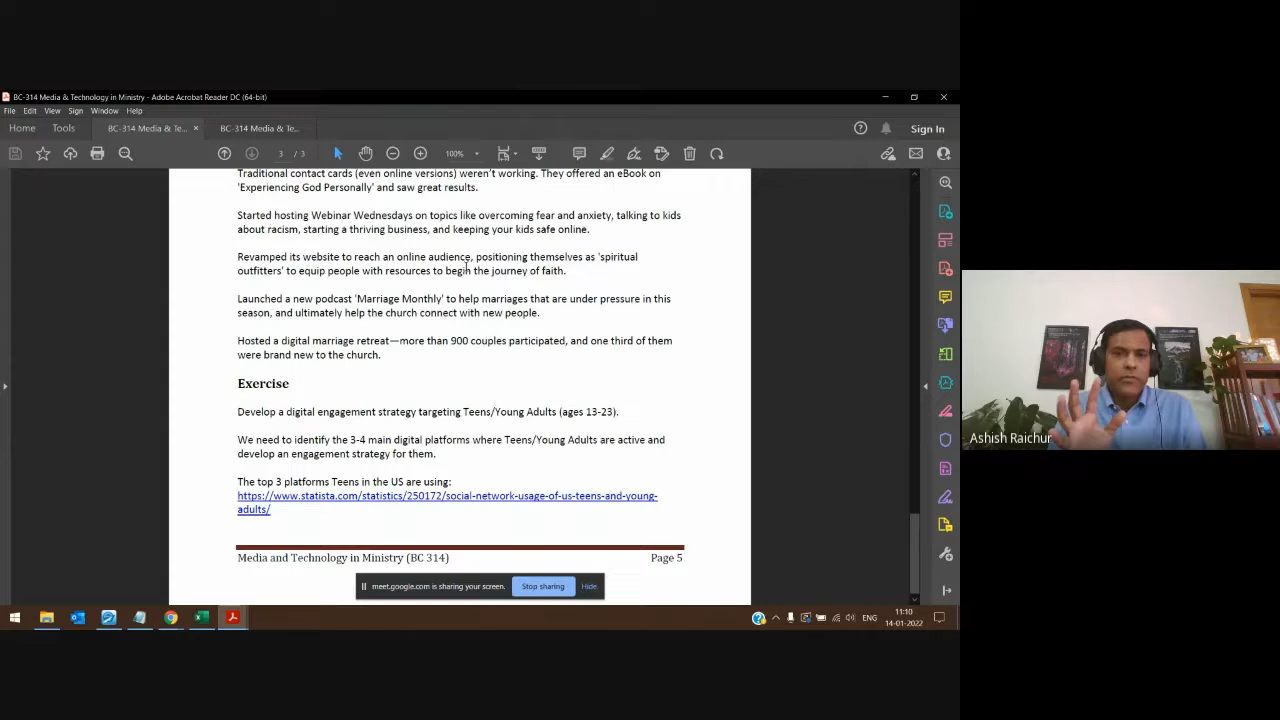 BC-314 Media & Technology in Ministry - Adobe Acrobat Reader DC (64-bit)
File Edit View Sign Window Help
Home Tools BC-314 Media & Te... × BC-314 Media & Te... Sign In
3 / 3 100%
Traditional contact cards (even online versions) weren't working. They offered an eBook on
'Experiencing God Personally' and saw great results.
Started hosting Webinar Wednesdays on topics like overcoming fear and anxiety, talking to kids
about racism, starting a thriving business, and keeping your kids safe online.
Revamped its website to reach an online audience, positioning themselves as 'spiritual
outfitters' to equip people with resources to begin the journey of faith.
Launched a new podcast 'Marriage Monthly' to help marriages that are under pressure in this
season, and ultimately help the church connect with new people.
Hosted a digital marriage retreat—more than 900 couples participated, and one third of them
were brand new to the church.
Exercise
Develop a digital engagement strategy targeting Teens/Young Adults (ages 13-23).
We need to identify the 3-4 main digital platforms where Teens/Young Adults are active and
develop an engagement strategy for them.
The top 3 platforms Teens in the US are using:
https://www.statista.com/statistics/250172/social-network-usage-of-us-teens-and-young-
adults/
Media and Technology in Ministry (BC 314) Page 5
meet.google.com is sharing your screen. Stop sharing Hide
ENG 11:10
14-01-2022
Ashish Raichur